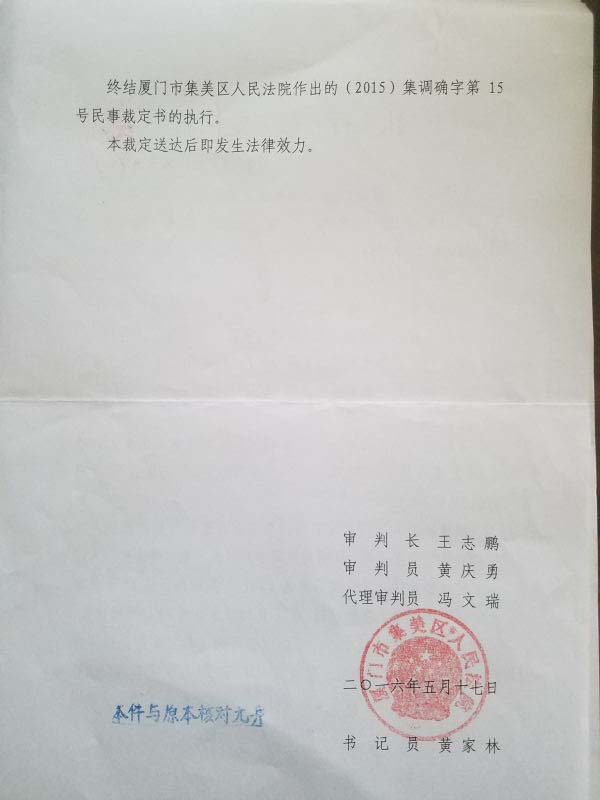 终结厦门市集美区人民法院作出的（2015）集调确字第 15
号民事裁定书的执行。
本裁定送达后即发生法律效力。
审 判 长 王 志 鹏
审 判 员 黄 庆 勇
代理审判员 冯 文 瑞
厦门市集美区人民法院
二〇一六年五月十七日
本件与原本核对无异
书 记 员 黄 家 林